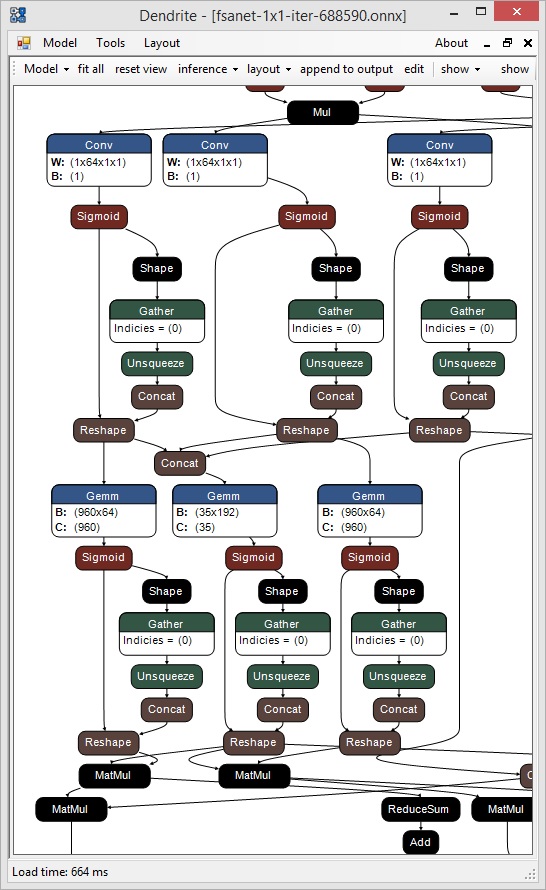 Dendrite - [fsanet-1x1-iter-688590.onnx]
Model Tools Layout About
Model fit all reset view inference layout append to output edit show show
Mul
Conv Conv Conv
W: (1x64x1x1) W: (1x64x1x1) W: (1x64x1x1)
B: (1) B: (1) B: (1)
Sigmoid Sigmoid Sigmoid
Shape Shape Shape
Gather Gather Gather
Indicies = (0) Indicies = (0) Indicies = (0)
Unsqueeze Unsqueeze Unsqueeze
Concat Concat Concat
Reshape Reshape Reshape
Concat
Gemm Gemm Gemm
B: (960x64) B: (35x192) B: (960x64)
C: (960) C: (35) C: (960)
Sigmoid Sigmoid Sigmoid
Shape Shape Shape
Gather Gather Gather
Indicies = (0) Indicies = (0) Indicies = (0)
Unsqueeze Unsqueeze Unsqueeze
Concat Concat Concat
Reshape Reshape Reshape
MatMul MatMul
MatMul ReduceSum MatMul
Add
Load time: 664 ms